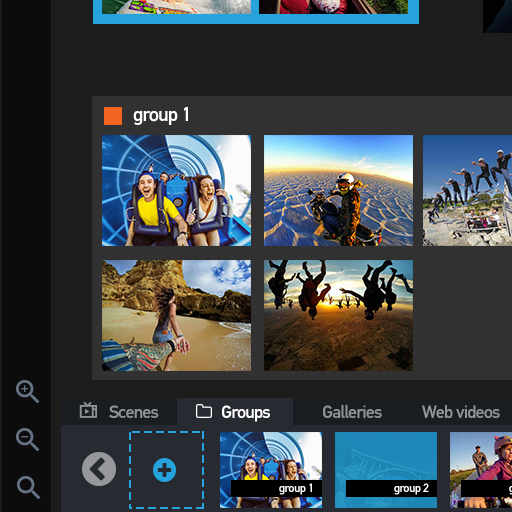 group 1
Scenes
Groups
Galleries
Web videos
group 1
group 2